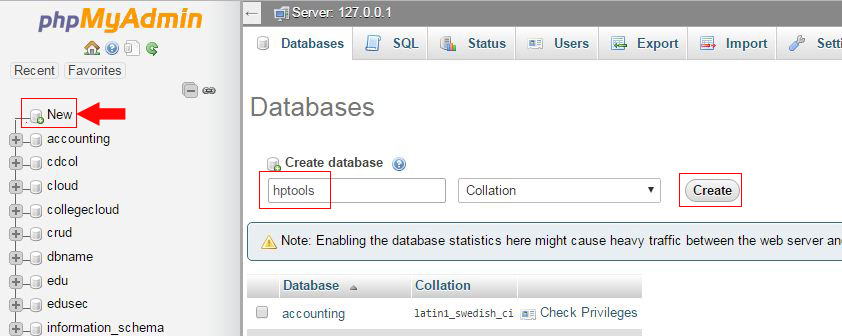 phpMyAdmin
Recent Favorites
New
accounting
cdcol
cloud
collegecloud
crud
dbname
edu
edusec
information_schema
Server: 127.0.0.1
Databases SQL Status Users Export Import Setti
Databases
Create database
hptools Collation Create
Note: Enabling the database statistics here might cause heavy traffic between the web server an
Database Collation
accounting latin1_swedish_ci Check Privileges